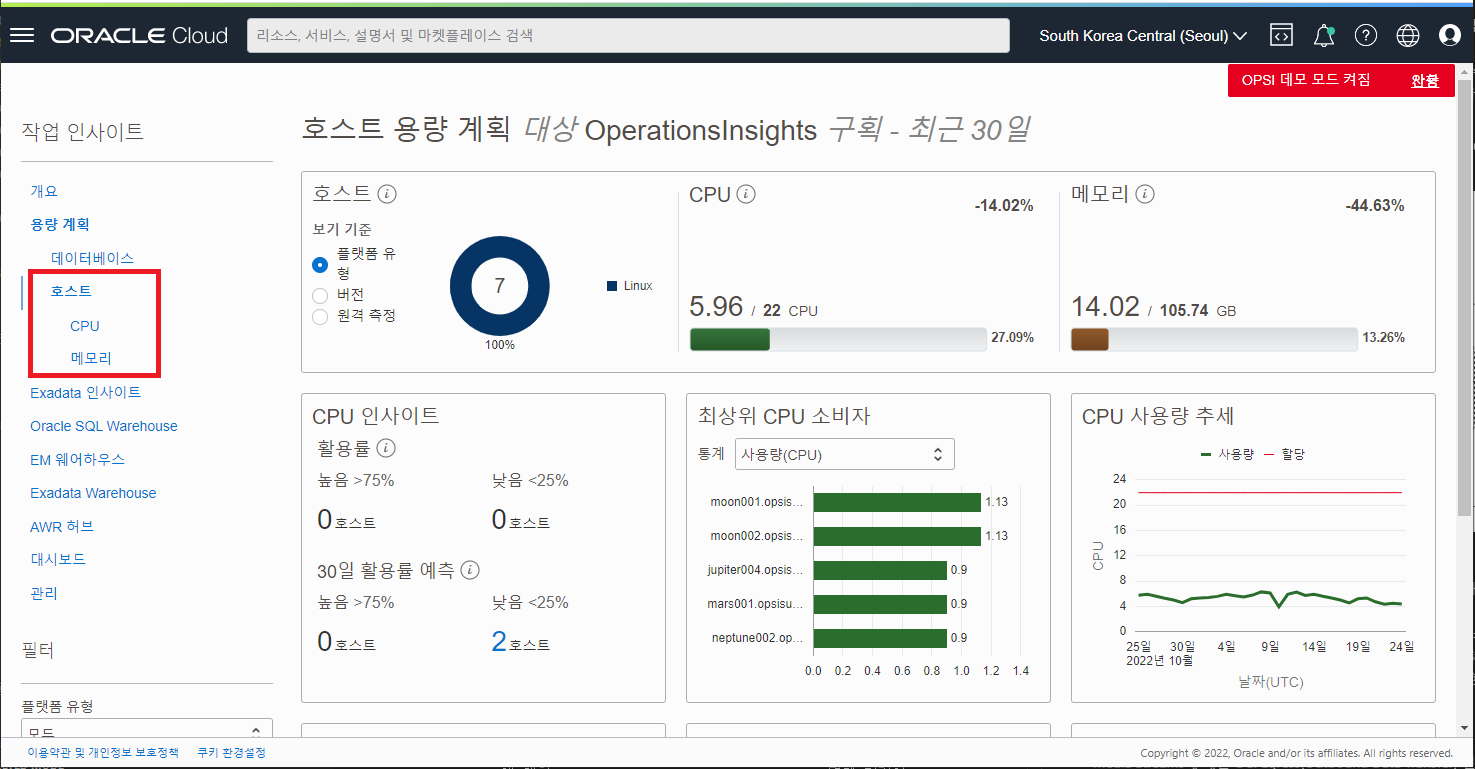 ORACLE Cloud
리소스, 서비스, 설명서 및 마켓플레이스 검색
South Korea Central (Seoul)
OPSI 데모 모드 켜짐
작업 인사이트
개요
용량 계획
데이터베이스
호스트
CPU
메모리
Exadata 인사이트
Oracle SQL Warehouse
EM 웨어하우스
Exadata Warehouse
AWR 허브
대시보드
관리
필터
플랫폼 유형
모두
호스트 용량 계획 대상 OperationsInsights 구획 - 최근 30일
호스트
보기 기준
플랫폼 유
형
버전
원격 측정
7
100%
Linux
CPU
-14.02%
5.96 / 22 CPU
27.09%
메모리
-44.63%
14.02 / 105.74 GB
13.26%
CPU 인사이트
활용률
높음 >75% 낮음 <25%
0 호스트 0 호스트
30일 활용률 예측
높음 >75% 낮음 <25%
0 호스트 2 호스트
최상위 CPU 소비자
통계 사용량(CPU)
moon001.opsis... 1.13
moon002.opsis... 1.13
jupiter004.opsis... 0.9
mars001.opsisu... 0.9
neptune002.op... 0.9
0.0 0.2 0.4 0.6 0.8 1.0 1.2 1.4
CPU 사용량 추세
사용량 할당
24
20
16
12
8
4
0
CPU
25일 30일 4일 9일 14일 19일 24일
2022년 10월
날짜(UTC)
이용약관 및 개인정보 보호정책 쿠키 환경설정
Copyright © 2022, Oracle and/or its affiliates. All rights reserved.